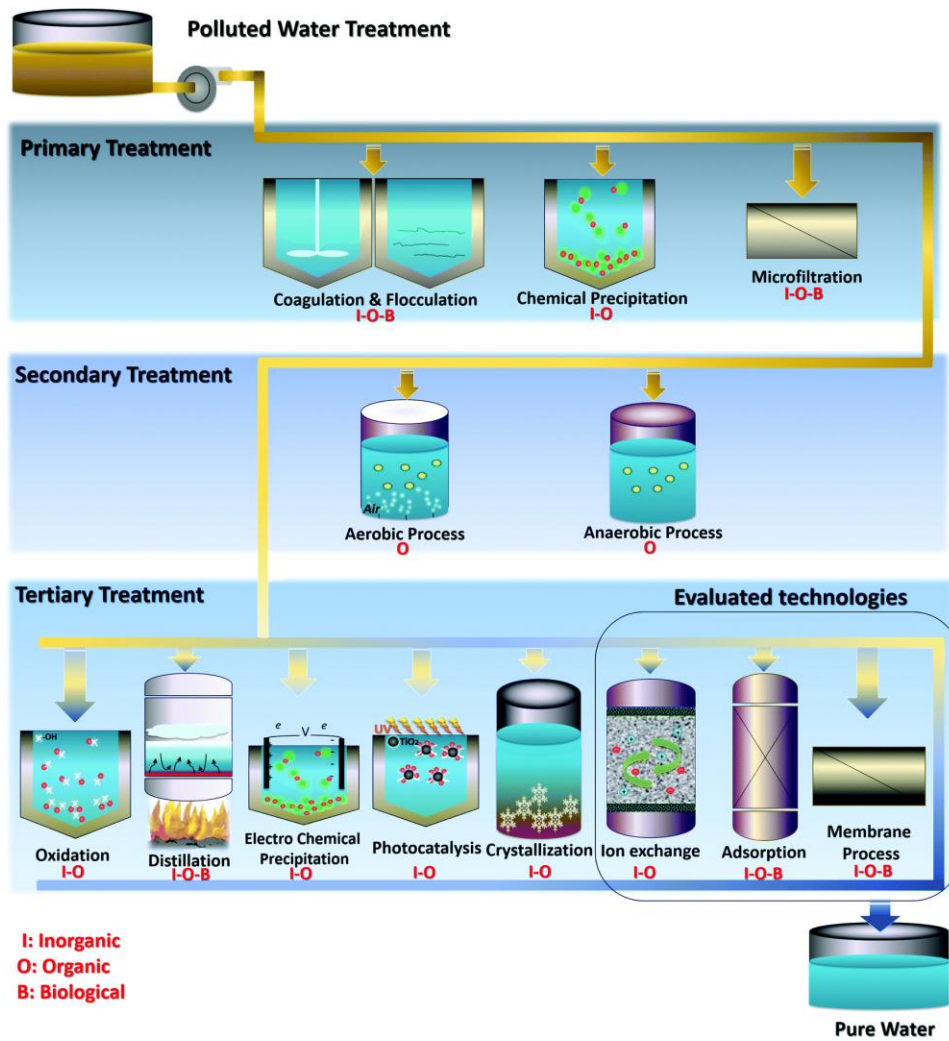 Polluted Water Treatment
Primary Treatment
Coagulation & Flocculation
I-O-B
Chemical Precipitation
I-O
Microfiltration
I-O-B
Secondary Treatment
Air
Aerobic Process
O
Anaerobic Process
O
Tertiary Treatment
Evaluated technologies
-OH
Oxidation
I-O
Distillation
I-O-B
e V e
Electro Chemical
Precipitation
I-O
UV
TiO₂
Photocatalysis
I-O
Crystallization
I-O
Ion exchange
I-O
Adsorption
I-O-B
Membrane
Process
I-O-B
I: Inorganic
O: Organic
B: Biological
Pure Water